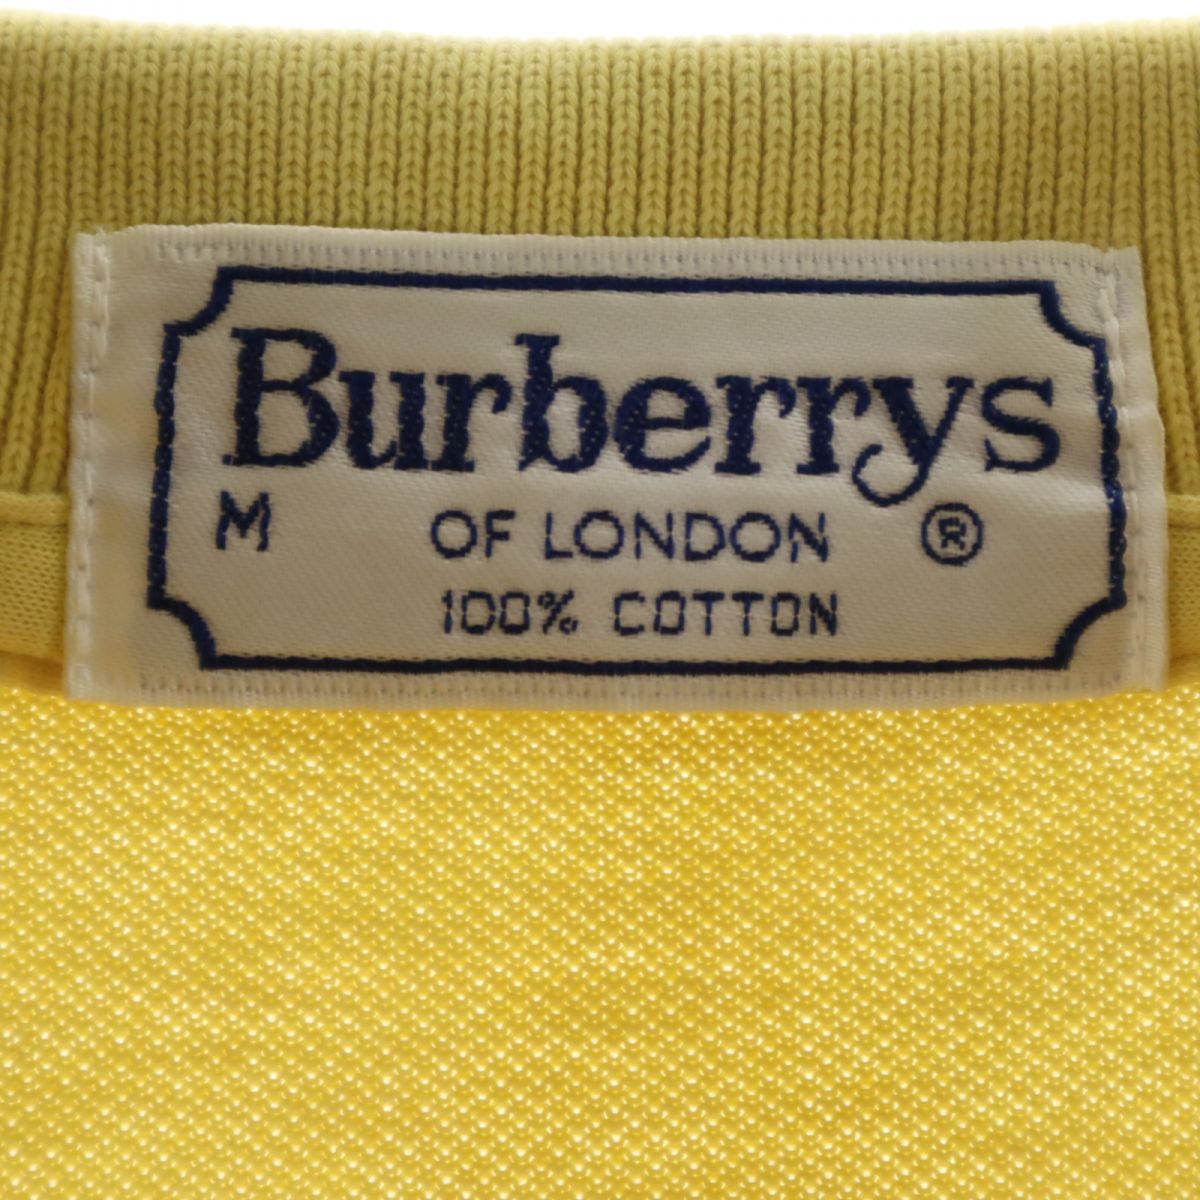 Burberrys
M OF LONDON ®
100% COTTON